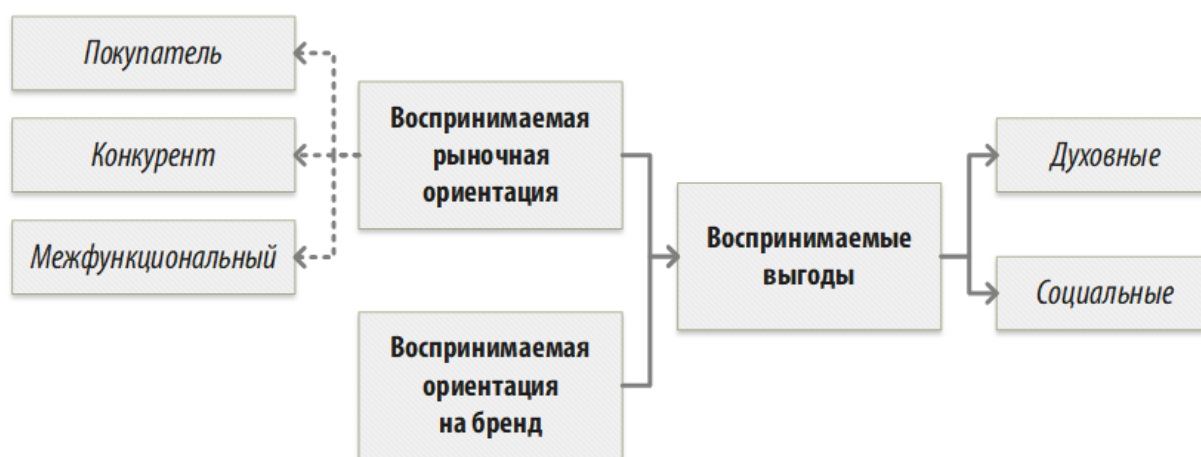 Покупатель
Конкурент
Межфункциональный
Воспринимаемая
рыночная
ориентация
Воспринимаемая
ориентация
на бренд
Воспринимаемые
выгоды
Духовные
Социальные